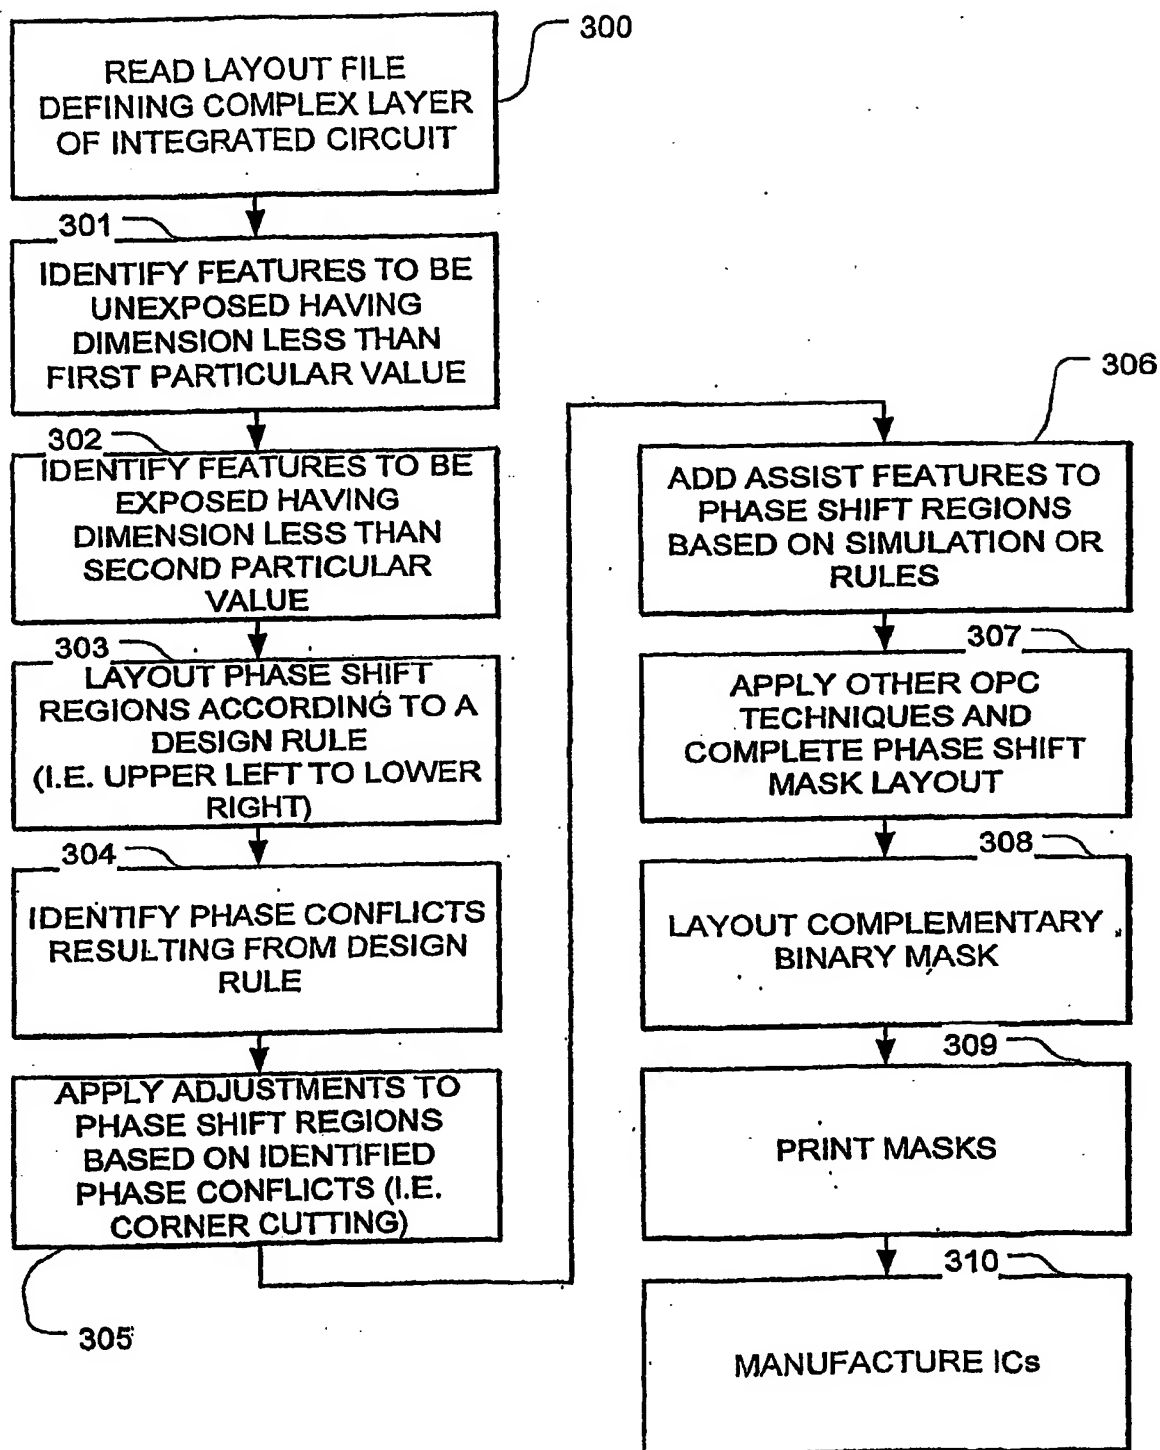 300
READ LAYOUT FILE
DEFINING COMPLEX LAYER
OF INTEGRATED CIRCUIT
301
IDENTIFY FEATURES TO BE
UNEXPOSED HAVING
DIMENSION LESS THAN
FIRST PARTICULAR VALUE
302
IDENTIFY FEATURES TO BE
EXPOSED HAVING
DIMENSION LESS THAN
SECOND PARTICULAR
VALUE
303
LAYOUT PHASE SHIFT
REGIONS ACCORDING TO A
DESIGN RULE
(I.E. UPPER LEFT TO LOWER
RIGHT)
304
IDENTIFY PHASE CONFLICTS
RESULTING FROM DESIGN
RULE
APPLY ADJUSTMENTS TO
PHASE SHIFT REGIONS
BASED ON IDENTIFIED
PHASE CONFLICTS (I.E.
CORNER CUTTING)
305
306
ADD ASSIST FEATURES TO
PHASE SHIFT REGIONS
BASED ON SIMULATION OR
RULES
307
APPLY OTHER OPC
TECHNIQUES AND
COMPLETE PHASE SHIFT
MASK LAYOUT
308
LAYOUT COMPLEMENTARY
BINARY MASK
309
PRINT MASKS
310
MANUFACTURE ICs